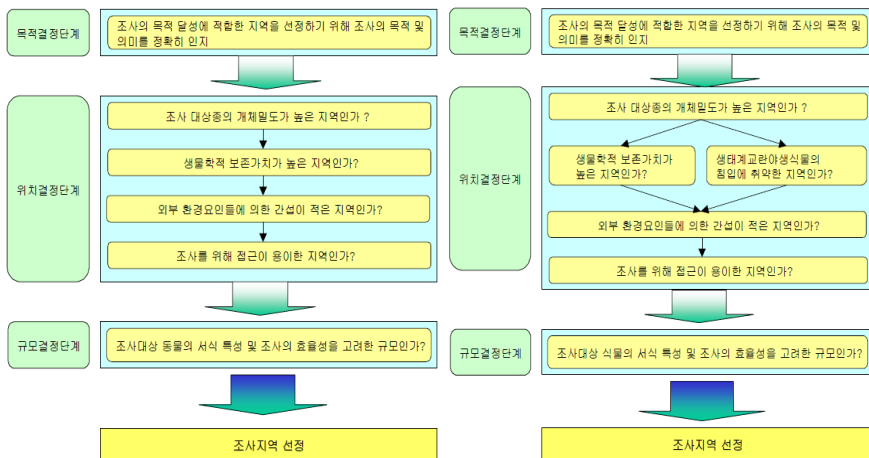 목적결정단계
조사의 목적 달성에 적합한 지역을 선정하기 위해 조사의 목적 및
의미를 정확히 인지
위치결정단계
조사 대상종의 개체밀도가 높은 지역인가 ?
생물학적 보존가치가 높은 지역인가?
외부 환경요인들에 의한 간섭이 적은 지역인가?
조사를 위해 접근이 용이한 지역인가?
규모결정단계
조사대상 동물의 서식 특성 및 조사의 효율성을 고려한 규모인가?
조사지역 선정
목적결정단계
조사의 목적 달성에 적합한 지역을 선정하기 위해 조사의 목적 및
의미를 정확히 인지
위치결정단계
조사 대상종의 개체밀도가 높은 지역인가 ?
생물학적 보존가치가
높은 지역인가?
생태계교란야생식물의
침입에 취약한 지역인가?
외부 환경요인들에 의한 간섭이 적은 지역인가?
조사를 위해 접근이 용이한 지역인가?
규모결정단계
조사대상 식물의 서식 특성 및 조사의 효율성을 고려한 규모인가?
조사지역 선정